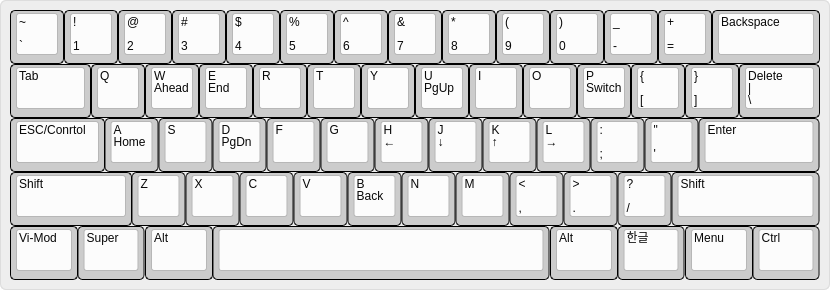 ~ ! @ # $ % ^ & * ( ) _ + Backspace
` 1 2 3 4 5 6 7 8 9 0 - =
Tab Q W E R T Y U I O P { } Delete
Ahead End PgUp Switch |
[ ] \
ESC/Conrtol A S D F G H J K L : " Enter
Home PgDn ← ↓ ↑ →
; '
Shift Z X C V B N M < > ? Shift
Back
, . /
Vi-Mod Super Alt Alt 한글 Menu Ctrl